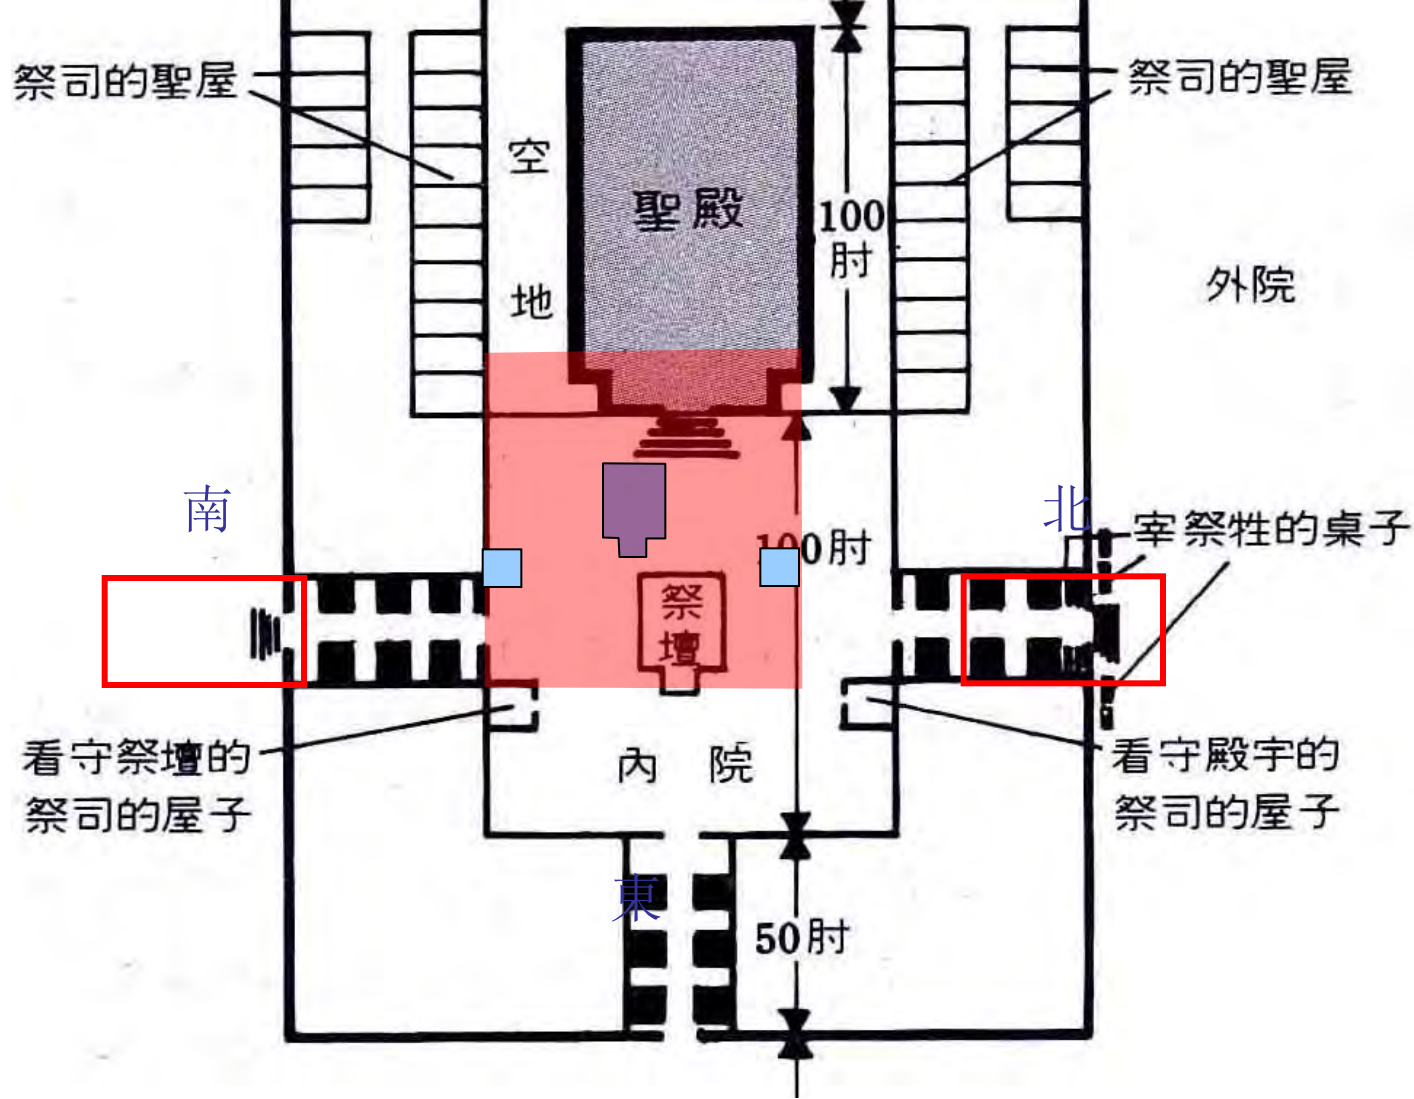 祭司的聖屋
祭司的聖屋
空
地
聖殿
100
肘
外院
南
北
100肘
宰祭牲的桌子
祭
壇
看守祭壇的
祭司的屋子
內院
看守殿宇的
祭司的屋子
東
50肘